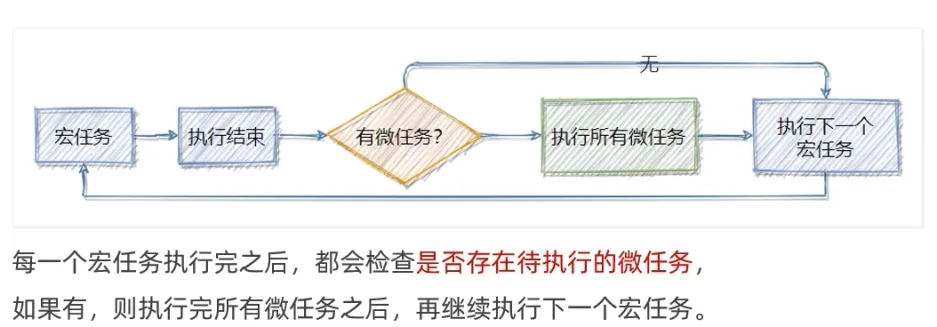 无
宏任务
执行结束
有微任务?
执行所有微任务
执行下一个
宏任务
每一个宏任务执行完之后，都会检查是否存在待执行的微任务，
如果有，则执行完所有微任务之后，再继续执行下一个宏任务。